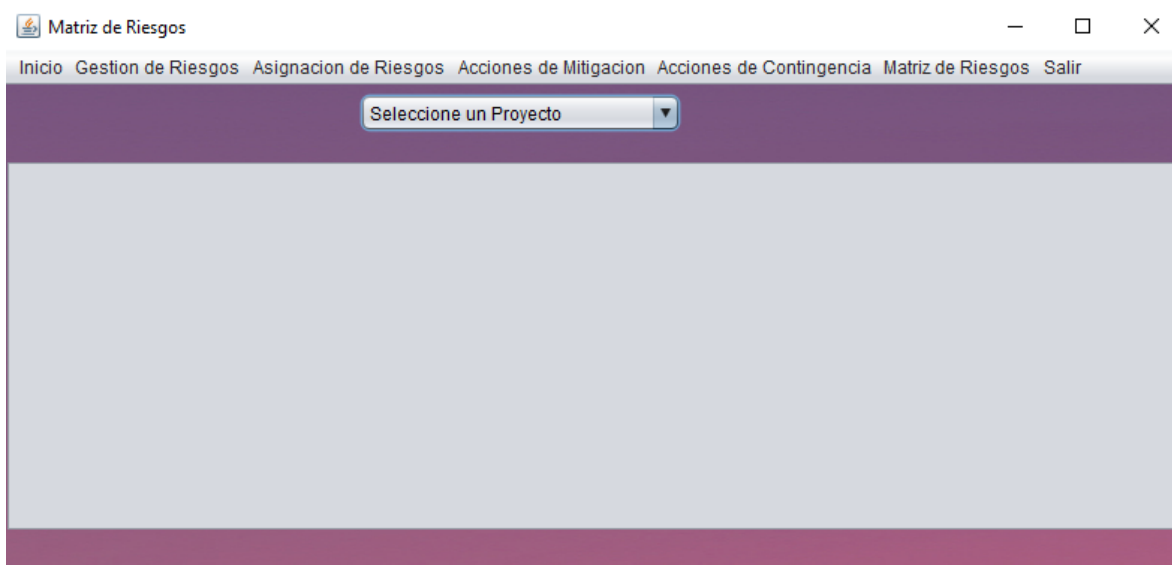 Matriz de Riesgos
Inicio Gestion de Riesgos Asignacion de Riesgos Acciones de Mitigacion Acciones de Contingencia Matriz de Riesgos Salir
Seleccione un Proyecto